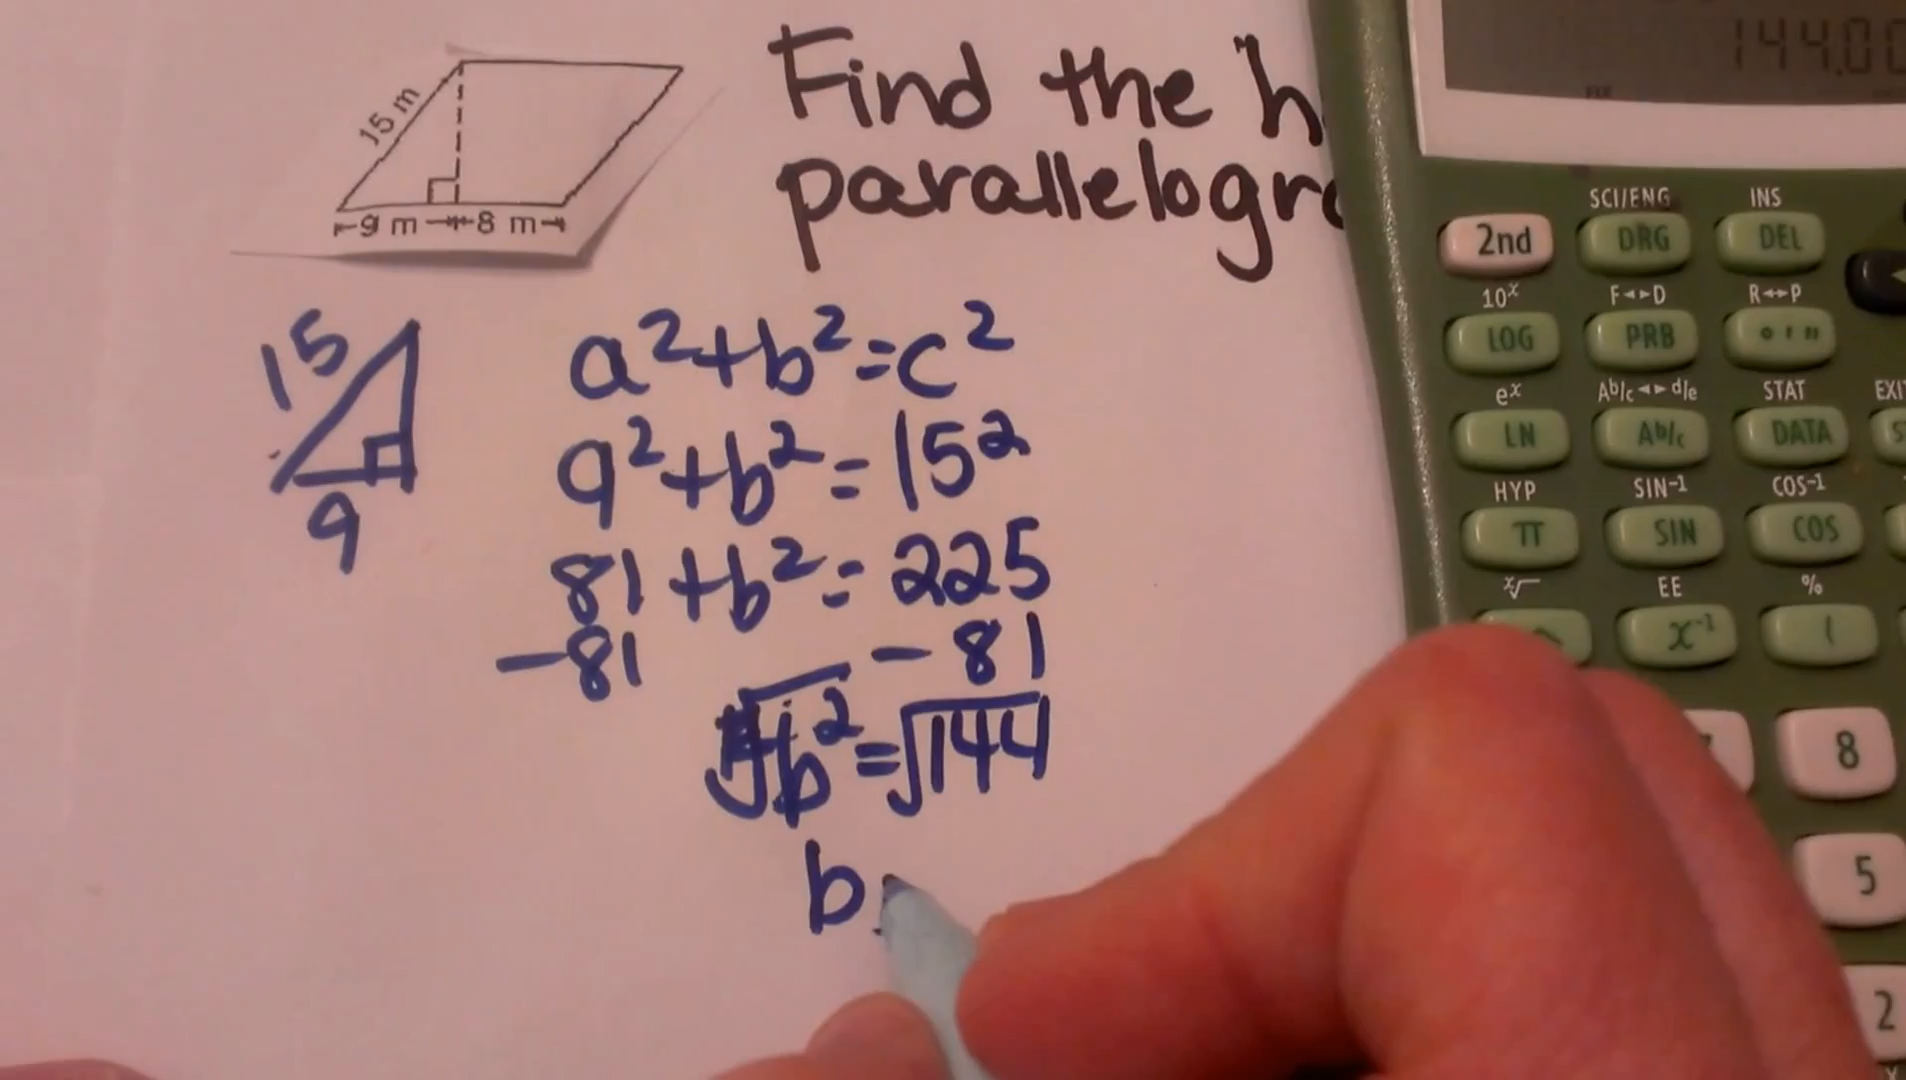 15 m
9 m 8 m
Find the h
parallelogr
15
9
a²+b²=c²
9²+b²=15²
81+b²=225
-81 -81
√b²=√144
b
144.00
FIX
SCI/ENG INS
2nd DRG DEL
10ˣ F◄►D R◄►P
LOG PRB ° ' "
eˣ Ab/c◄►d/e STAT EXI
LN Ab/c DATA
HYP SIN⁻¹ COS⁻¹
π SIN COS
ˣ√ EE %
x⁻¹ (
8
5
2